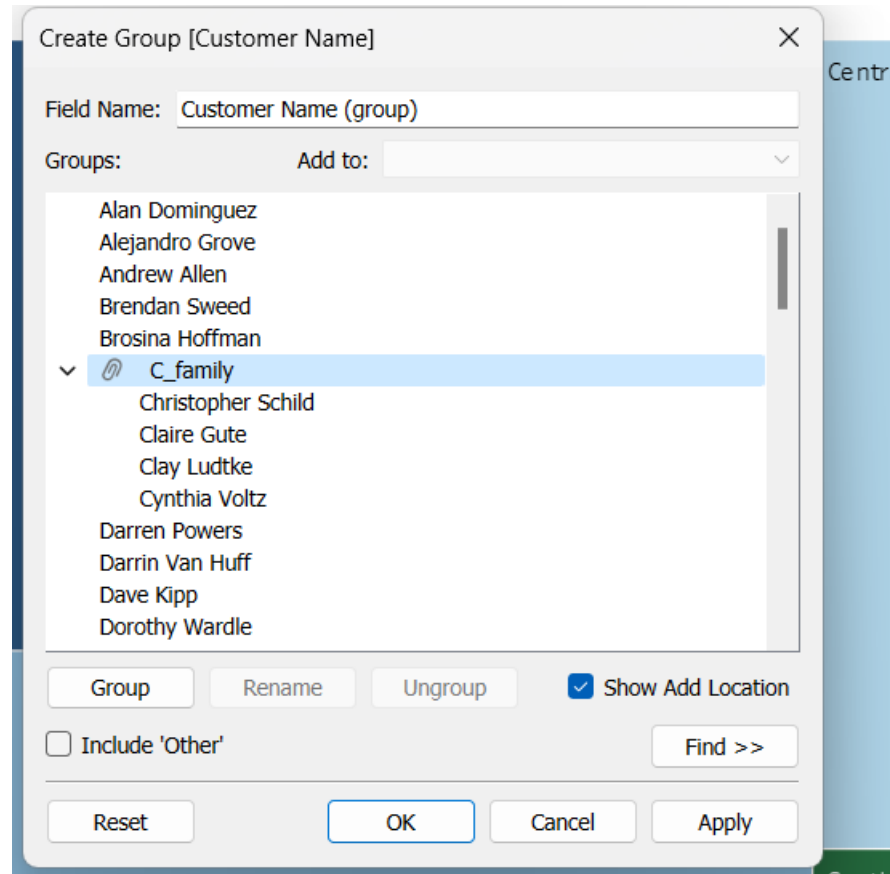 Create Group [Customer Name]
Centr
Field Name: Customer Name (group)
Groups: Add to:
Alan Dominguez
Alejandro Grove
Andrew Allen
Brendan Sweed
Brosina Hoffman
C_family
Christopher Schild
Claire Gute
Clay Ludtke
Cynthia Voltz
Darren Powers
Darrin Van Huff
Dave Kipp
Dorothy Wardle
Group Rename Ungroup Show Add Location
Include 'Other' Find >>
Reset OK Cancel Apply